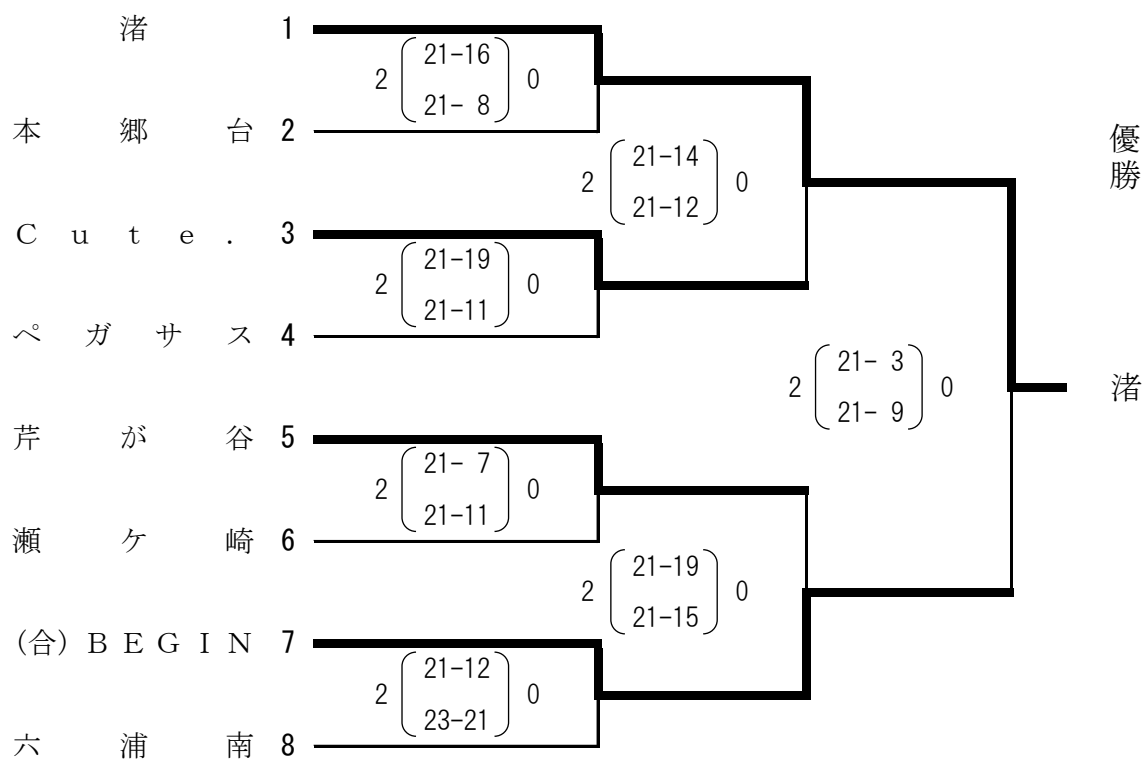 渚 1
2 21-16 0
21- 8
本郷台 2
2 21-14 0
21-12
Ｃｕｔｅ． 3
2 21-19 0
21-11
ペガサス 4
2 21- 3 0
21- 9
芹が谷 5
2 21- 7 0
21-11
瀬ケ崎 6
2 21-19 0
21-15
(合)ＢＥＧＩＮ 7
2 21-12 0
23-21
六浦南 8
優勝
渚